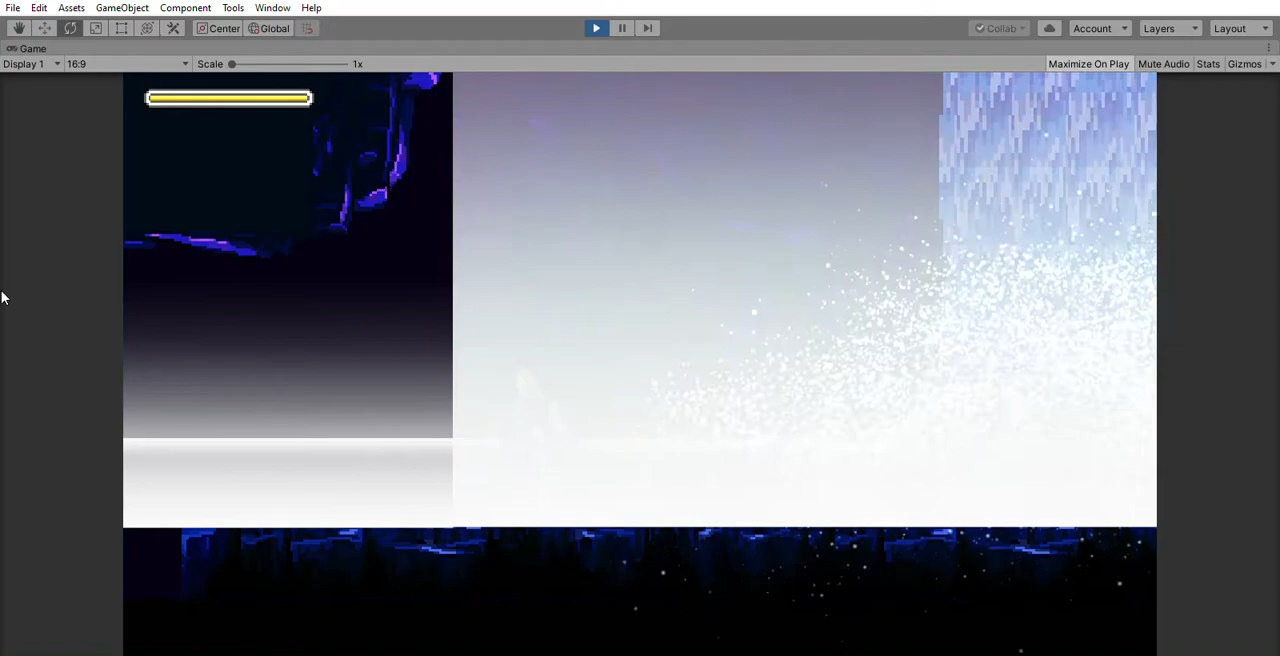 File Edit Assets GameObject Component Tools Window Help
Center Global Collab Account Layers Layout
Game
Display 1 16:9 Scale 1x Maximize On Play Mute Audio Stats Gizmos